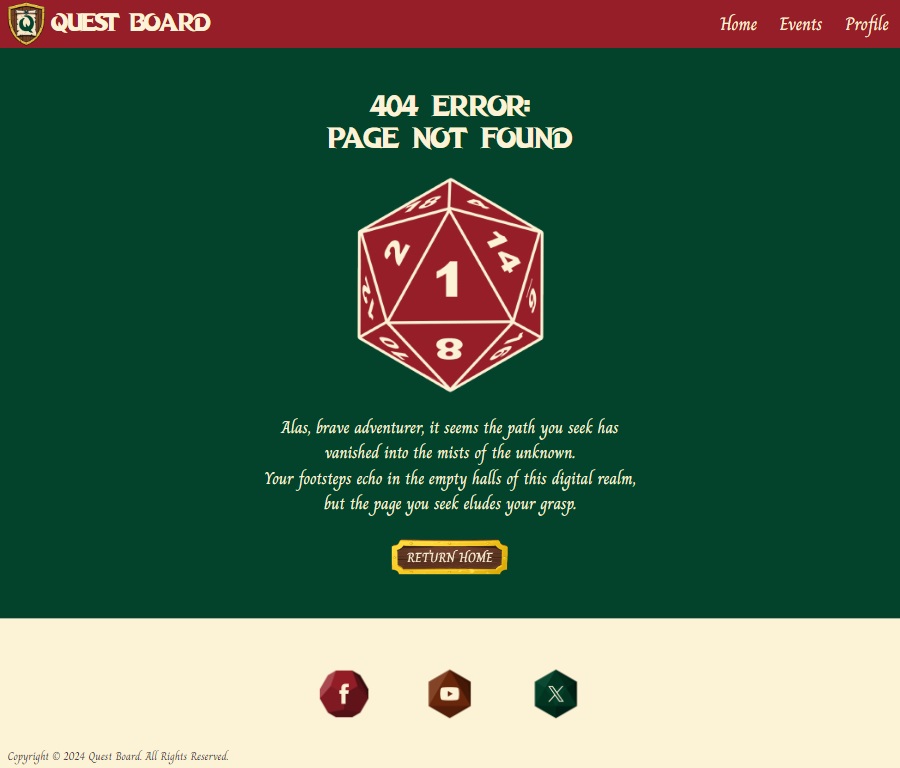 Q QUEST BOARD
Home Events Profile
404 ERROR:
PAGE NOT FOUND
18 4
2 14
1
12 9
20 8 16
Alas, brave adventurer, it seems the path you seek has
vanished into the mists of the unknown.
Your footsteps echo in the empty halls of this digital realm,
but the page you seek eludes your grasp.
RETURN HOME
Copyright © 2024 Quest Board. All Rights Reserved.